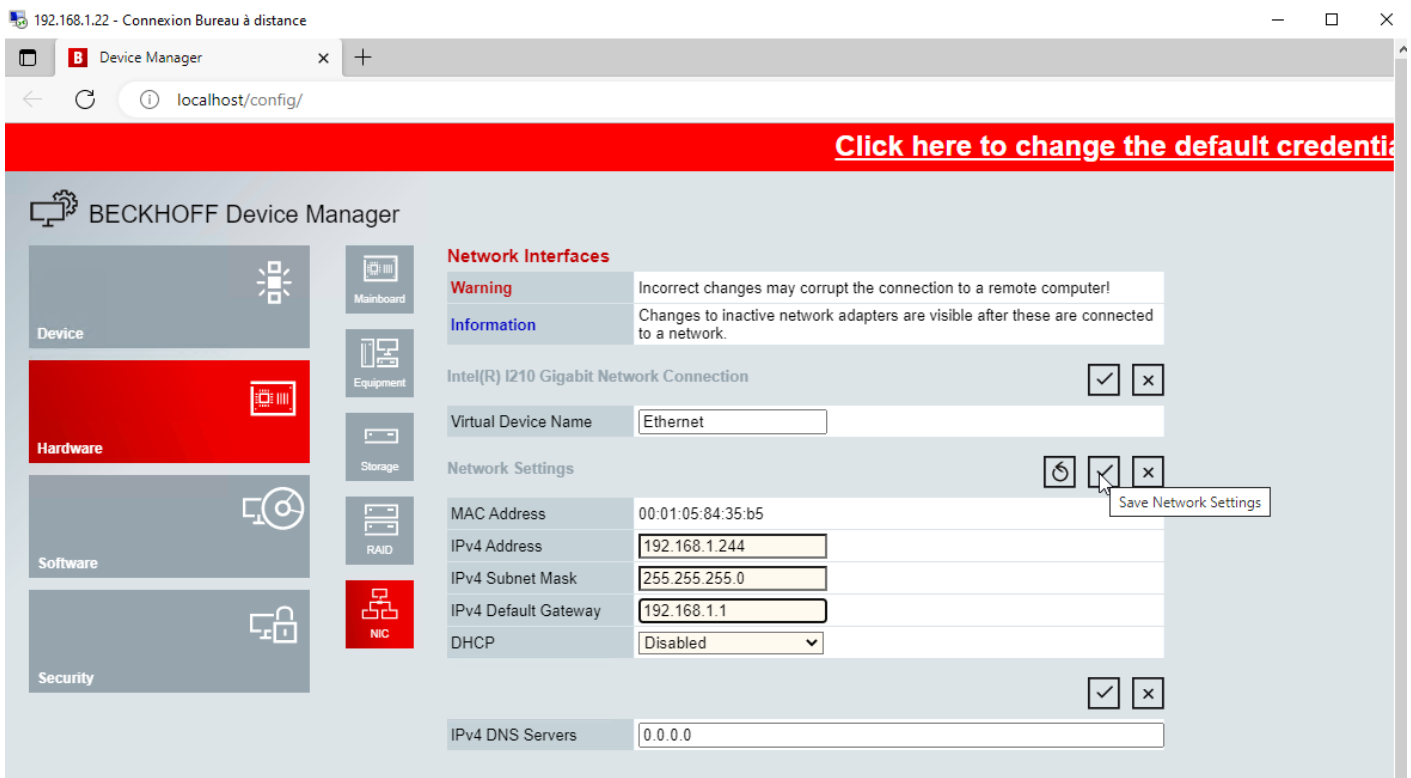 192.168.1.22 - Connexion Bureau à distance
Device Manager
localhost/config/
Click here to change the default
BECKHOFF Device Manager
Device
Hardware
Software
Security
Mainboard
Equipment
Storage
RAID
NIC
Network Interfaces
Warning Incorrect changes may corrupt the connection to a remote computer!
Information Changes to inactive network adapters are visible after these are connected
to a network.
Intel(R) I210 Gigabit Network Connection
Virtual Device Name Ethernet
Network Settings
Save Network Settings
MAC Address 00:01:05:84:35:b5
IPv4 Address 192.168.1.244
IPv4 Subnet Mask 255.255.255.0
IPv4 Default Gateway 192.168.1.1
DHCP Disabled
IPv4 DNS Servers 0.0.0.0